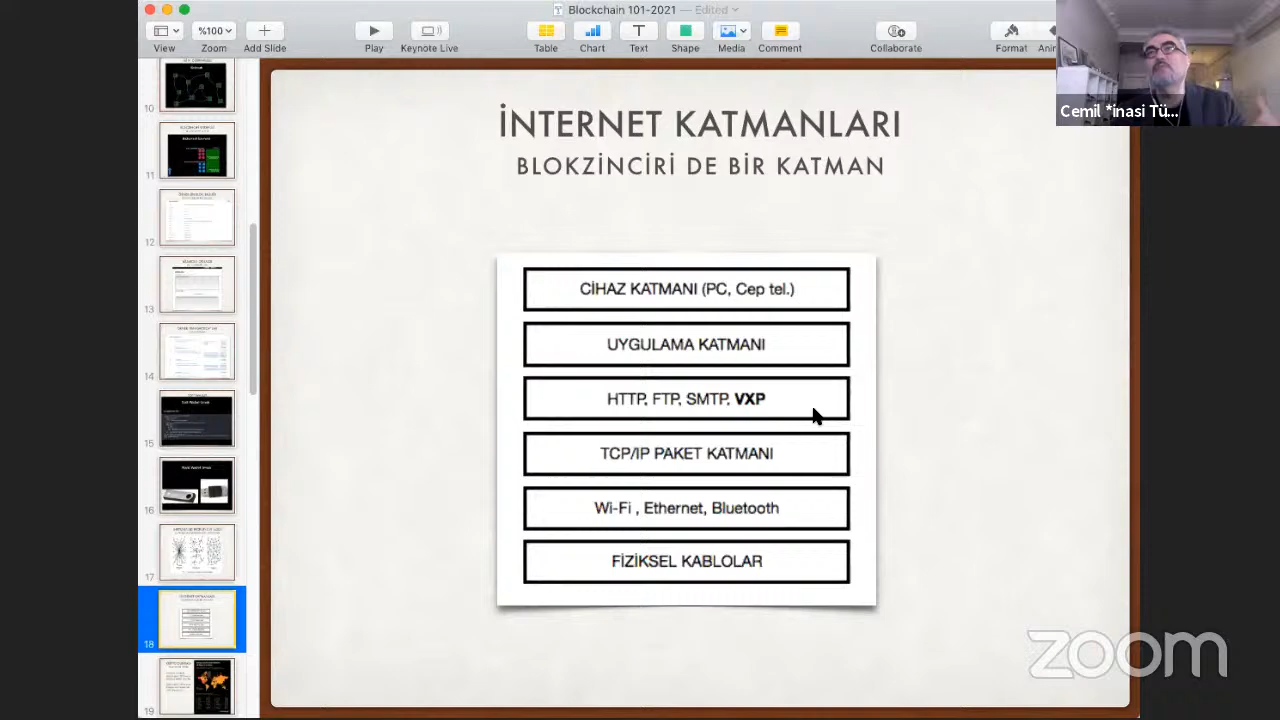 Blockchain 101-2021 — Edited
%100
View
Zoom
Add Slide
Play
Keynote Live
Table
Chart
Text
Shape
Media
Comment
Collaborate
Format
Cemil *inasi Tü...
10
11
12
13
14
15
16
17
18
19
İNTERNET KATMANLARI
BLOKZİNCİRİ DE BİR KATMAN
CİHAZ KATMANI (PC, Cep tel.)
UYGULAMA KATMANI
HTTP, FTP, SMTP, VXP
TCP/IP PAKET KATMANI
Wi-Fi , Ethernet, Bluetooth
FİZİKSEL KABLOLAR
zoom